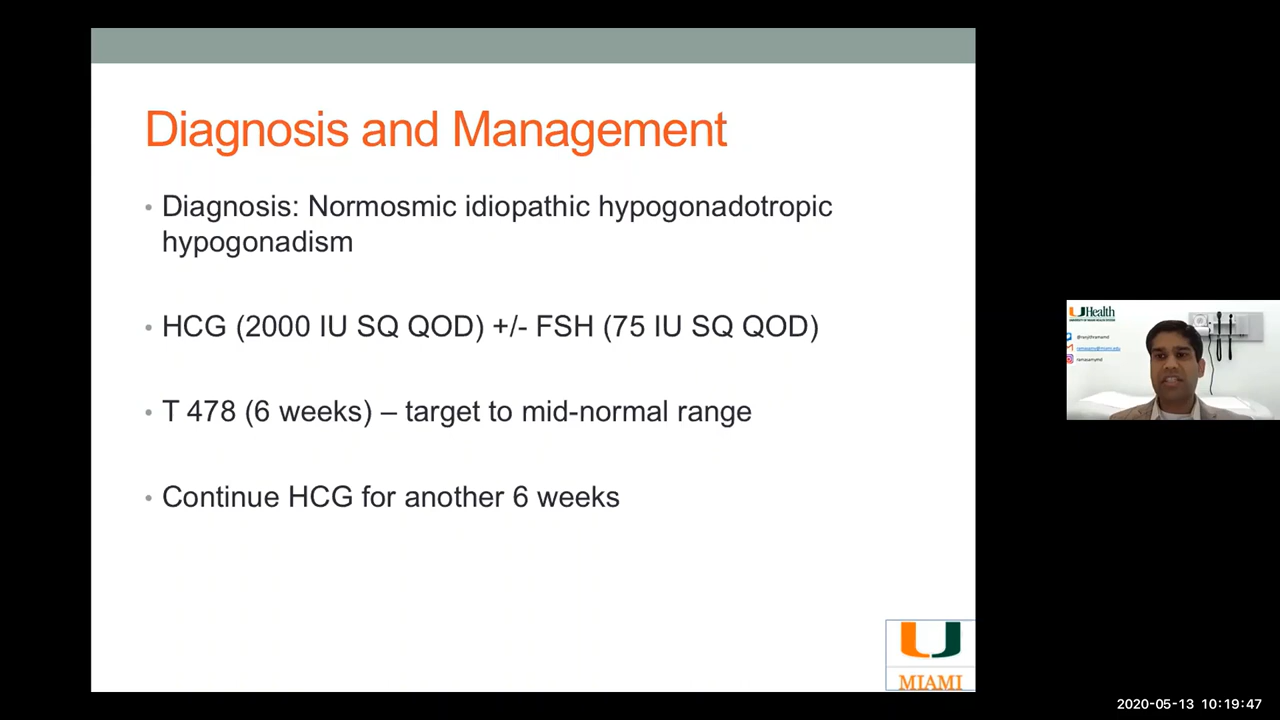 Diagnosis and Management
• Diagnosis: Normosmic idiopathic hypogonadotropic
hypogonadism
• HCG (2000 IU SQ QOD) +/- FSH (75 IU SQ QOD)
• T 478 (6 weeks) – target to mid-normal range
• Continue HCG for another 6 weeks
UHealth
MIAMI
2020-05-13 10:19:47